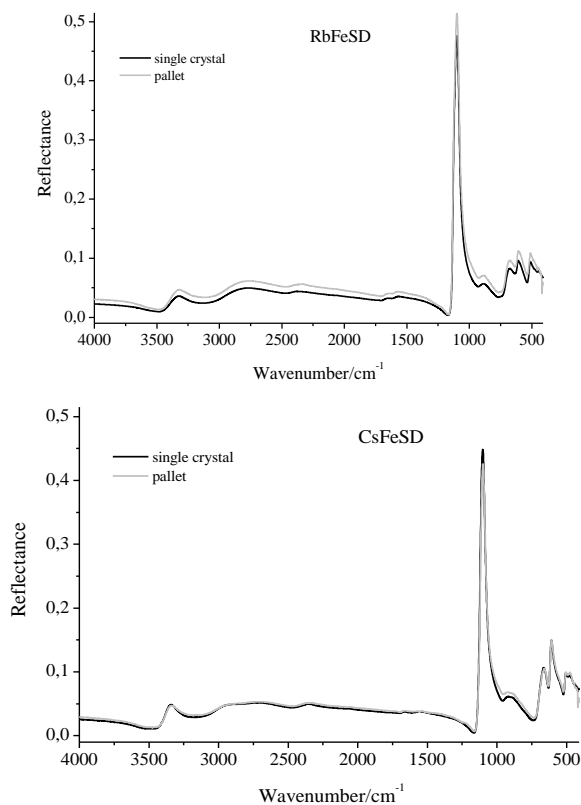 0,5
RbFeSD
single crystal
pallet
0,4
0,3
0,2
0,1
0,0
Reflectance
4000 3500 3000 2500 2000 1500 1000 500
Wavenumber/cm⁻¹
0,5
CsFeSD
single crystal
pallet
0,4
0,3
0,2
0,1
0,0
Reflectance
4000 3500 3000 2500 2000 1500 1000 500
Wavenumber/cm⁻¹